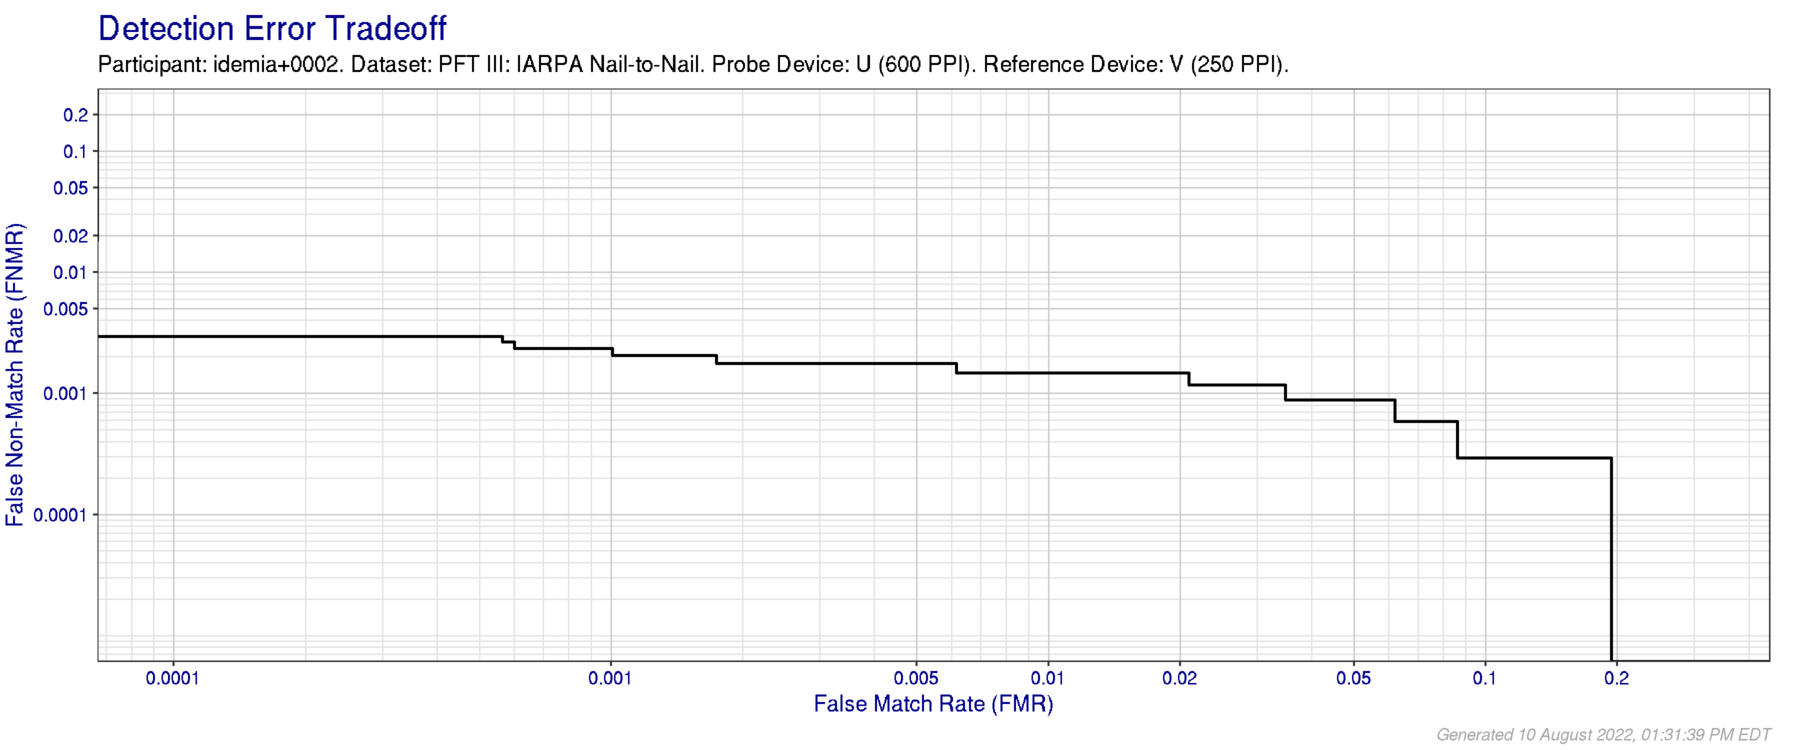 Detection Error Tradeoff
Participant: idemia+0002. Dataset: PFT III: IARPA Nail-to-Nail. Probe Device: U (600 PPI). Reference Device: V (250 PPI).
False Non-Match Rate (FNMR)
0.2
0.1
0.05
0.02
0.01
0.005
0.001
0.0001
0.0001 0.001 0.005 0.01 0.02 0.05 0.1 0.2
False Match Rate (FMR)
Generated 10 August 2022, 01:31:39 PM EDT